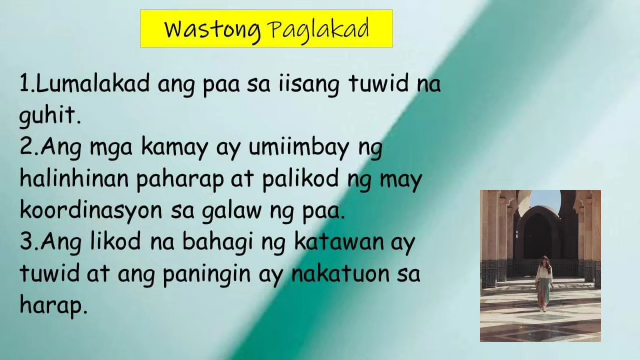 Wastong Paglakad
1.Lumalakad ang paa sa iisang tuwid na
guhit.
2.Ang mga kamay ay umiimbay ng
halinhinan paharap at palikod ng may
koordinasyon sa galaw ng paa.
3.Ang likod na bahagi ng katawan ay
tuwid at ang paningin ay nakatuon sa
harap.